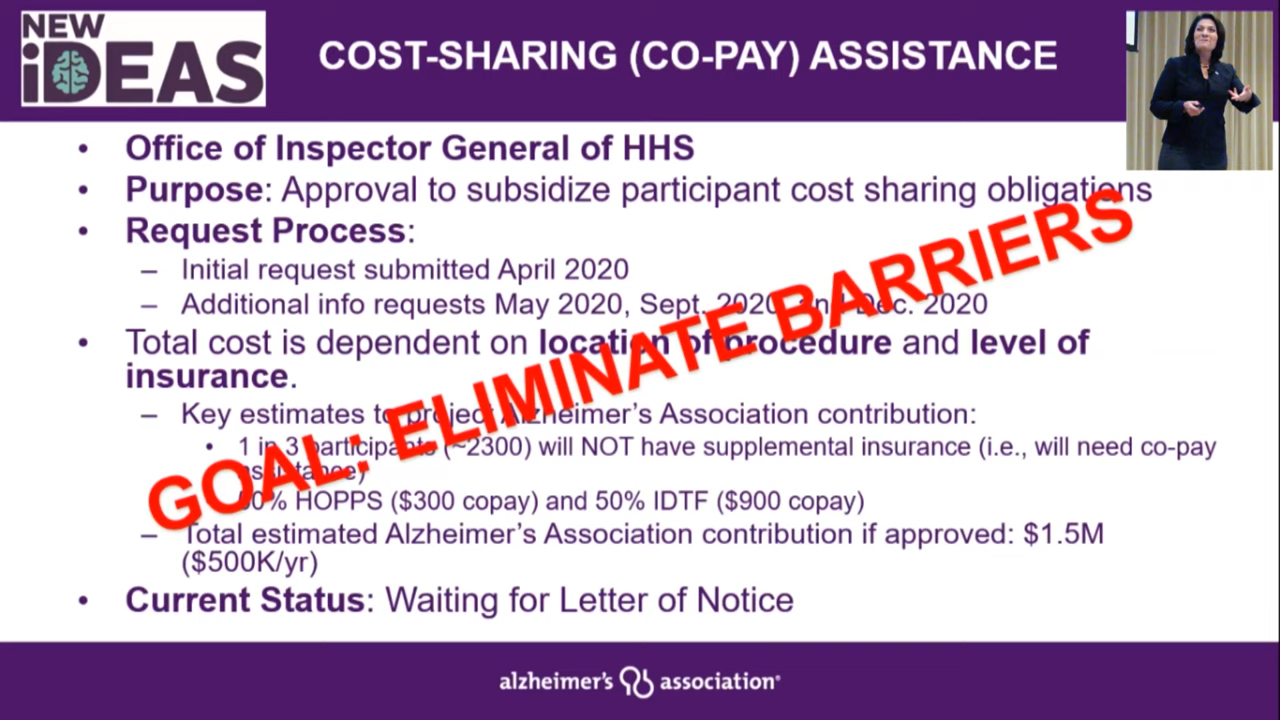 NEW
iDEAS
COST-SHARING (CO-PAY) ASSISTANCE
• Office of Inspector General of HHS
• Purpose: Approval to subsidize participant cost sharing obligations
• Request Process:
– Initial request submitted April 2020
– Additional info requests May 2020, Sept. 2020, and Dec. 2020
• Total cost is dependent on location of procedure and level of
insurance.
– Key estimates to project Alzheimer's Association contribution:
• 1 in 3 participants (~2300) will NOT have supplemental insurance (i.e., will need co-pay
assistance)
HOPPS ($300 copay) and 50% IDTF ($900 copay)
– Total estimated Alzheimer's Association contribution if approved: $1.5M
($500K/yr)
• Current Status: Waiting for Letter of Notice
GOAL: ELIMINATE BARRIERS
alzheimer's association®